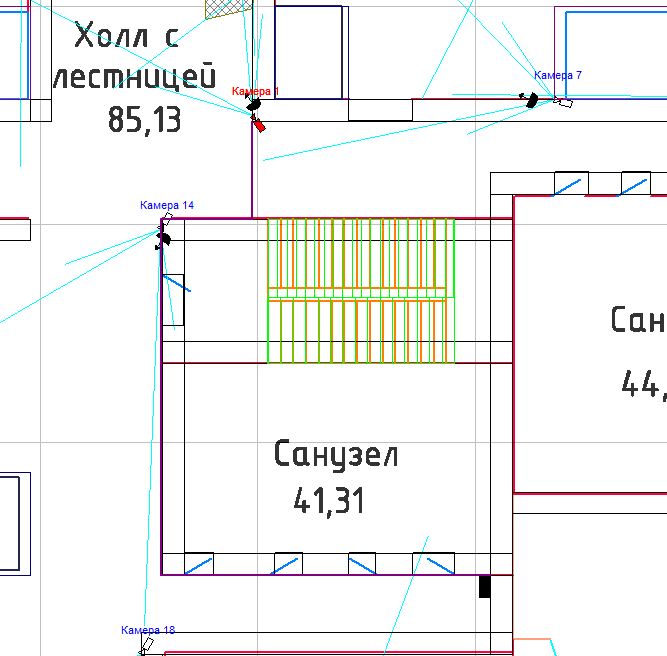 Холл с
лестницей
85,13
Камера 1
Камера 7
Камера 14
Сан
44,
Санузел
41,31
Камера 18